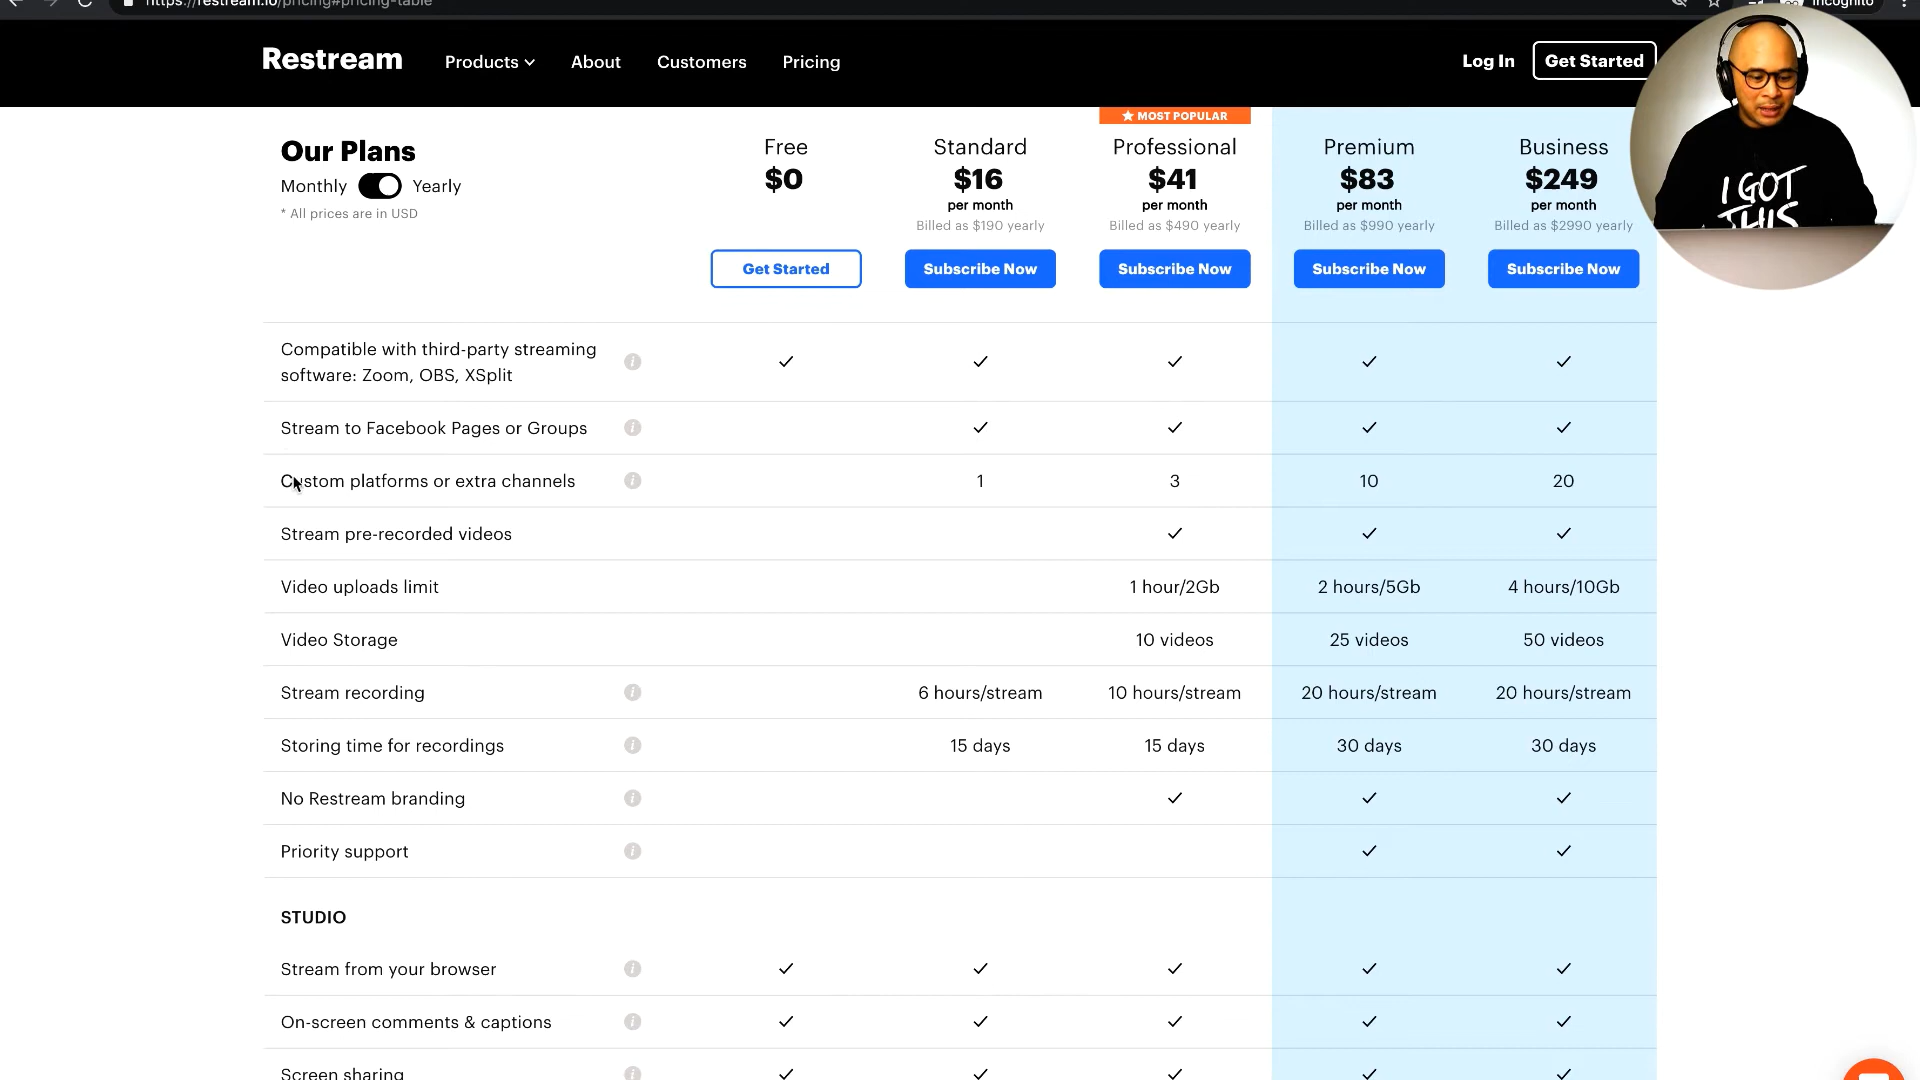 https://restream.io/pricing#pricing-table
Incognito
Restream
Products
About
Customers
Pricing
Log In
Get Started
I GOT
THIS
MOST POPULAR
Our Plans
Monthly
Yearly
* All prices are in USD
Free
$0
Get Started
Standard
$16
per month
Billed as $190 yearly
Subscribe Now
Professional
$41
per month
Billed as $490 yearly
Subscribe Now
Premium
$83
per month
Billed as $990 yearly
Subscribe Now
Business
$249
per month
Billed as $2990 yearly
Subscribe Now
Compatible with third-party streaming
software: Zoom, OBS, XSplit
Stream to Facebook Pages or Groups
Custom platforms or extra channels
1
3
10
20
Stream pre-recorded videos
Video uploads limit
1 hour/2Gb
2 hours/5Gb
4 hours/10Gb
Video Storage
10 videos
25 videos
50 videos
Stream recording
6 hours/stream
10 hours/stream
20 hours/stream
20 hours/stream
Storing time for recordings
15 days
15 days
30 days
30 days
No Restream branding
Priority support
STUDIO
Stream from your browser
On-screen comments & captions
Screen sharing